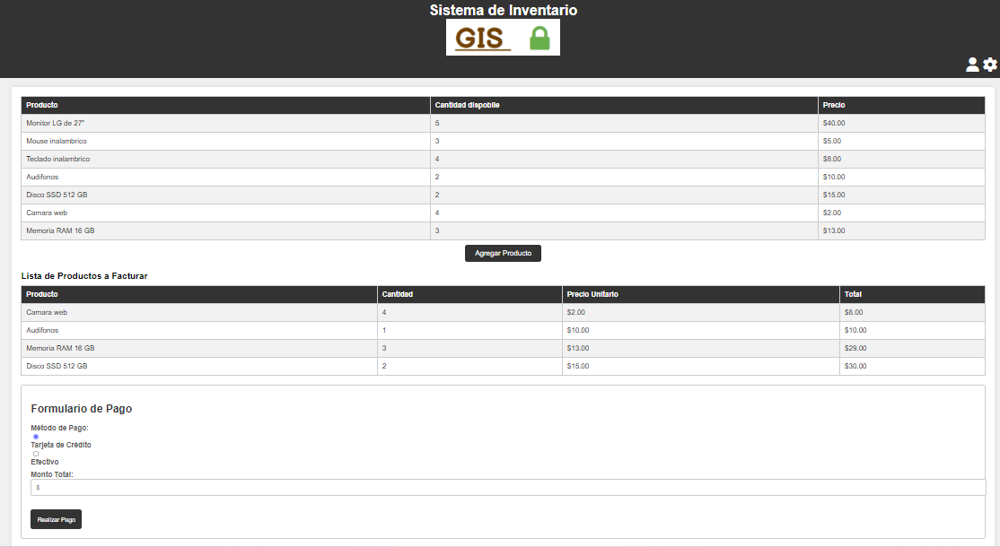 Sistema de Inventario
GIS
Producto Cantidad dispobile Precio
Monitor LG de 27" 5 $40.00
Mouse inalambrico 3 $5.00
Teclado inalambrico 4 $8.00
Audifonos 2 $10.00
Disco SSD 512 GB 2 $15.00
Camara web 4 $2.00
Memoria RAM 16 GB 3 $13.00
Agregar Producto
Lista de Productos a Facturar
Producto Cantidad Precio Unitario Total
Camara web 4 $2.00 $8.00
Audifonos 1 $10.00 $10.00
Memoria RAM 16 GB 3 $13.00 $29.00
Disco SSD 512 GB 2 $15.00 $30.00
Formulario de Pago
Método de Pago:
Tarjeta de Crédito
Efectivo
Monto Total:
$
Realizar Pago